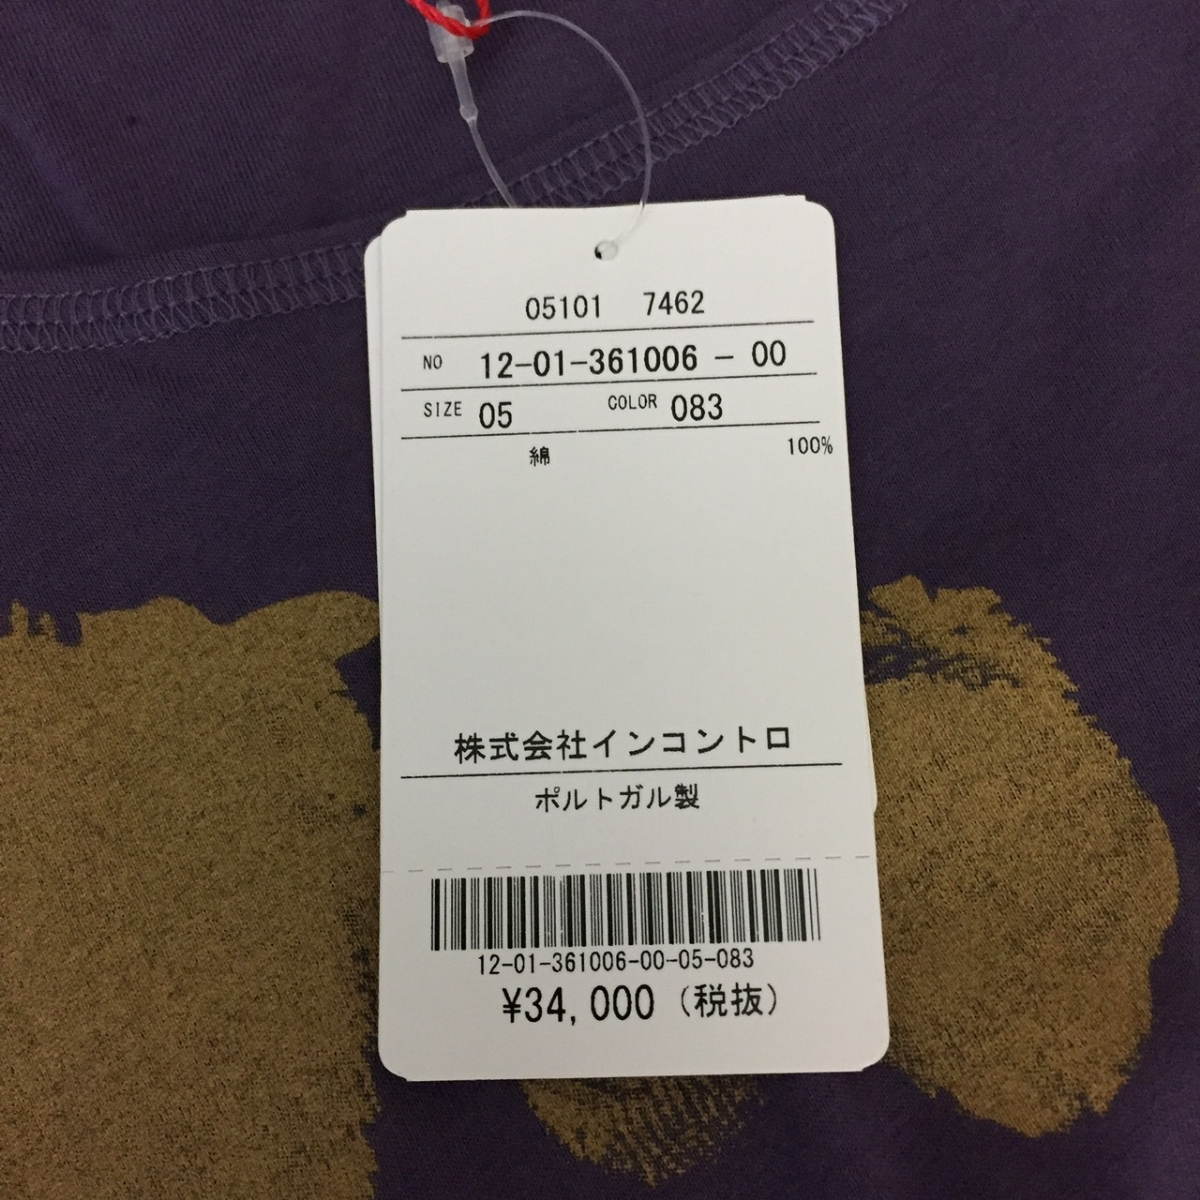 05101 7462
NO 12-01-361006 - 00
SIZE 05 COLOR 083
綿 100%
株式会社インコントロ
ポルトガル製
12-01-361006-00-05-083
¥34,000 (税抜)